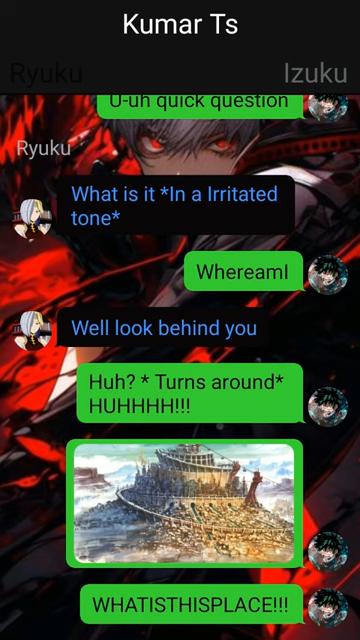 Kumar Ts
Ryuku
Izuku
U-uh quick question
Ryuku
What is it *In a Irritated
tone*
WhereamI
Well look behind you
Huh? * Turns around*
HUHHHH!!!
WHATISTHISPLACE!!!